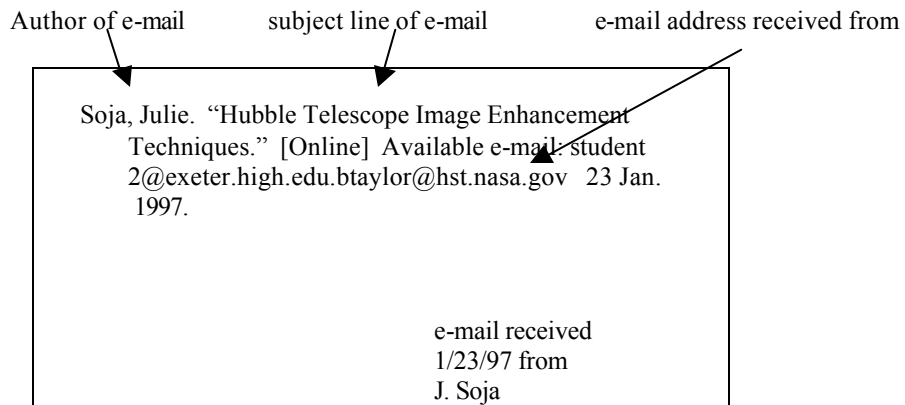 Author of e-mail subject line of e-mail e-mail address received from
Soja, Julie. “Hubble Telescope Image Enhancement
Techniques.” [Online] Available e-mail: student
2@exeter.high.edu.btaylor@hst.nasa.gov 23 Jan.
1997.
e-mail received
1/23/97 from
J. Soja